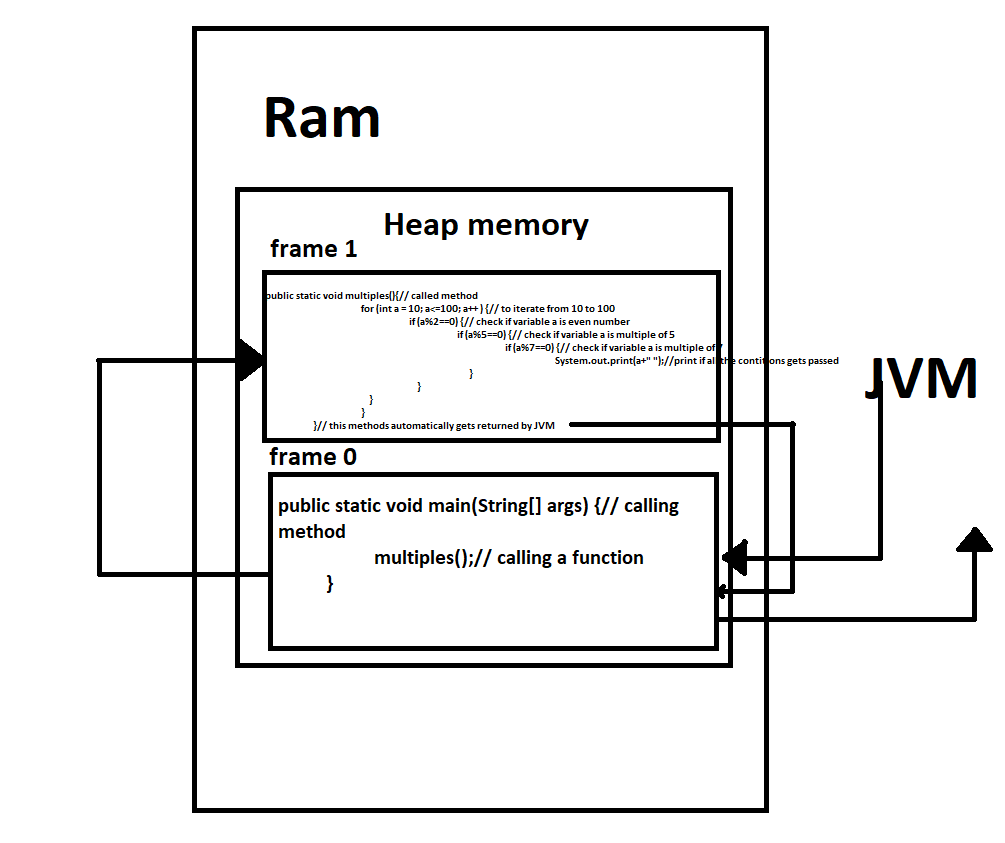 Ram
Heap memory
frame 1
public static void multiples(){// called method
for (int a = 10; a<=100; a++ ) {// to iterate from 10 to 100
if (a%2==0) {// check if variable a is even number
if (a%5==0) {// check if variable a is multiple of 5
if (a%7==0) {// check if variable a is multiple of 7
System.out.print(a+" ");//print if all the contitions gets passed
}
}
}
}
}// this methods automatically gets returned by JVM
JVM
frame 0
public static void main(String[] args) {// calling
method
multiples();// calling a function
}